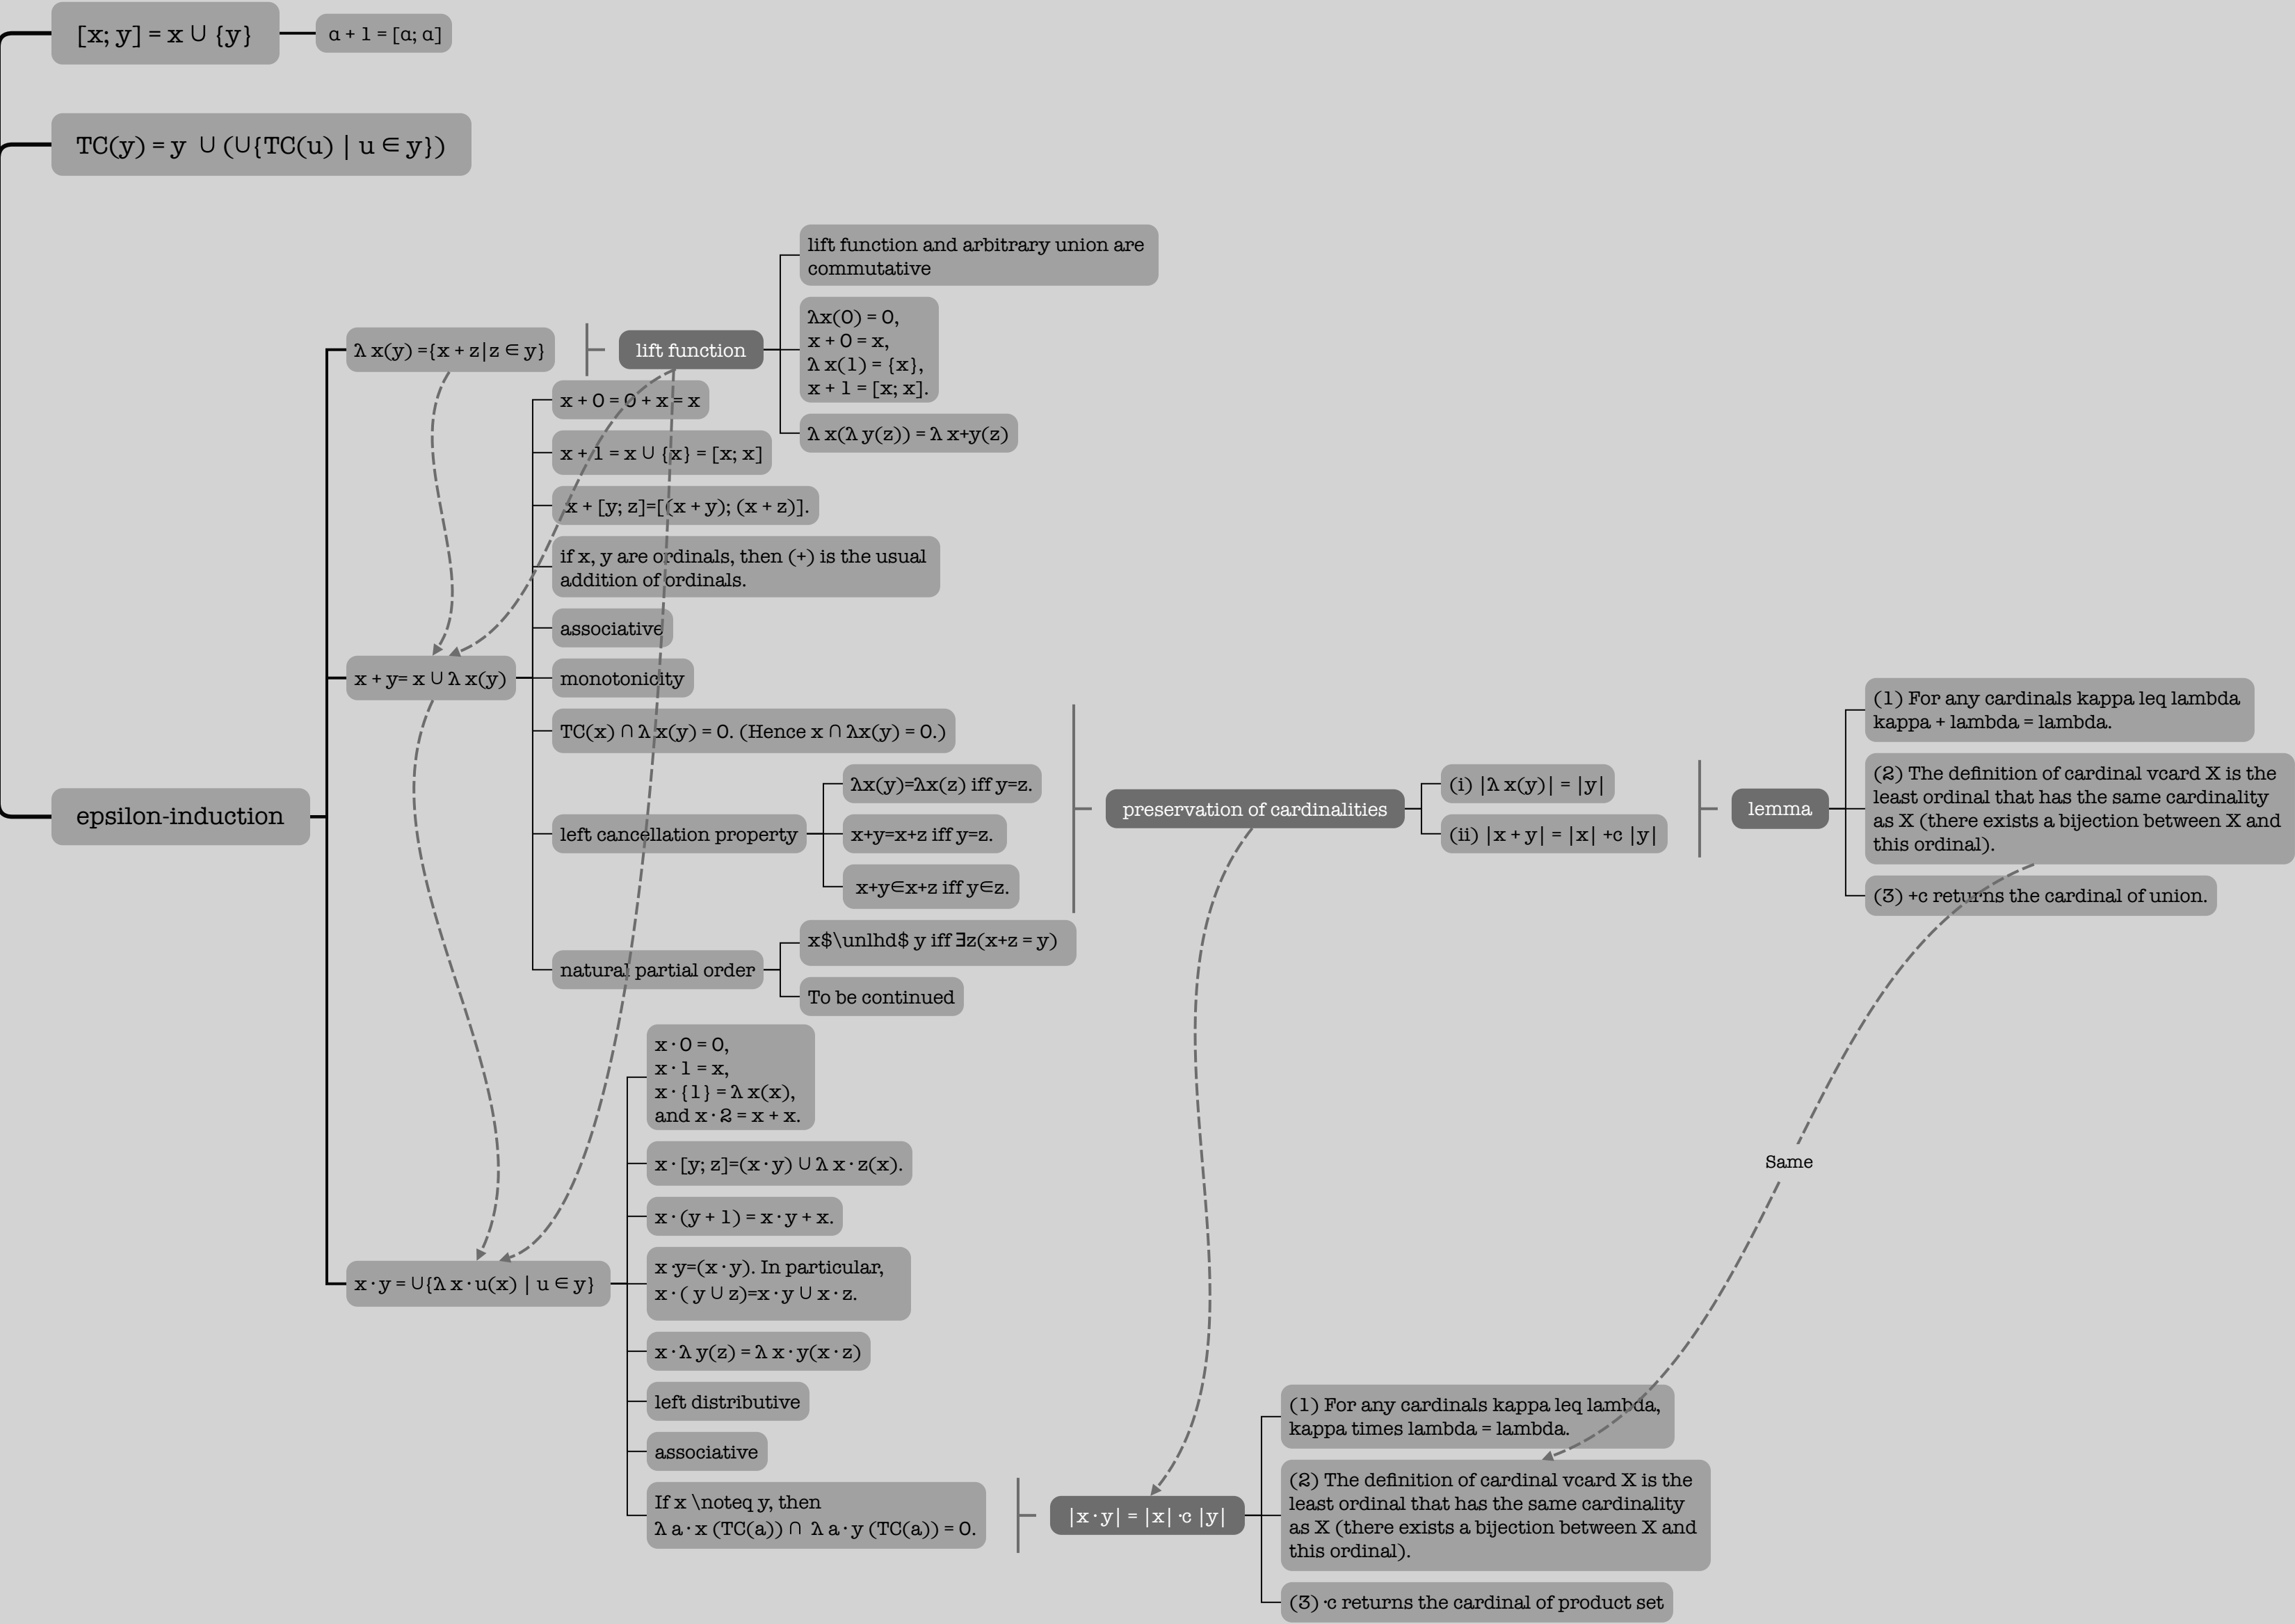 [x; y] = x ∪ {y}
α + 1 = [α; α]
TC(y) = y ∪ (∪{TC(u) | u ∈ y})
lift function and arbitrary union are
commutative
λx(0) = 0,
x + 0 = x,
λ x(1) = {x},
x + 1 = [x; x].
λ x(λ y(z)) = λ x+y(z)
λ x(y) ={x + z|z ∈ y}
lift function
x + 0 = 0 + x = x
x + 1 = x ∪ {x} = [x; x]
x + [y; z]=[(x + y); (x + z)].
if x, y are ordinals, then (+) is the usual
addition of ordinals.
associative
x + y= x ∪ λ x(y)
monotonicity
TC(x) ∩ λ x(y) = 0. (Hence x ∩ λx(y) = 0.)
left cancellation property
λx(y)=λx(z) iff y=z.
x+y=x+z iff y=z.
x+y∈x+z iff y∈z.
preservation of cardinalities
(i) |λ x(y)| = |y|
(ii) |x + y| = |x| +c |y|
lemma
(1) For any cardinals kappa leq lambda
kappa + lambda = lambda.
(2) The definition of cardinal vcard X is the
least ordinal that has the same cardinality
as X (there exists a bijection between X and
this ordinal).
(3) +c returns the cardinal of union.
epsilon-induction
natural partial order
x$\unlhd$ y iff ∃z(x+z = y)
To be continued
x · 0 = 0,
x · 1 = x,
x · {1} = λ x(x),
and x · 2 = x + x.
x · [y; z]=(x · y) ∪ λ x · z(x).
x · (y + 1) = x · y + x.
x · y = ∪{λ x · u(x) | u ∈ y}
x ·y=(x · y). In particular,
x · ( y ∪ z)=x · y ∪ x · z.
x · λ y(z) = λ x · y(x · z)
left distributive
associative
If x \noteq y, then
λ a · x (TC(a)) ∩ λ a · y (TC(a)) = 0.
Same
|x · y| = |x| ·c |y|
(1) For any cardinals kappa leq lambda,
kappa times lambda = lambda.
(2) The definition of cardinal vcard X is the
least ordinal that has the same cardinality
as X (there exists a bijection between X and
this ordinal).
(3) ·c returns the cardinal of product set